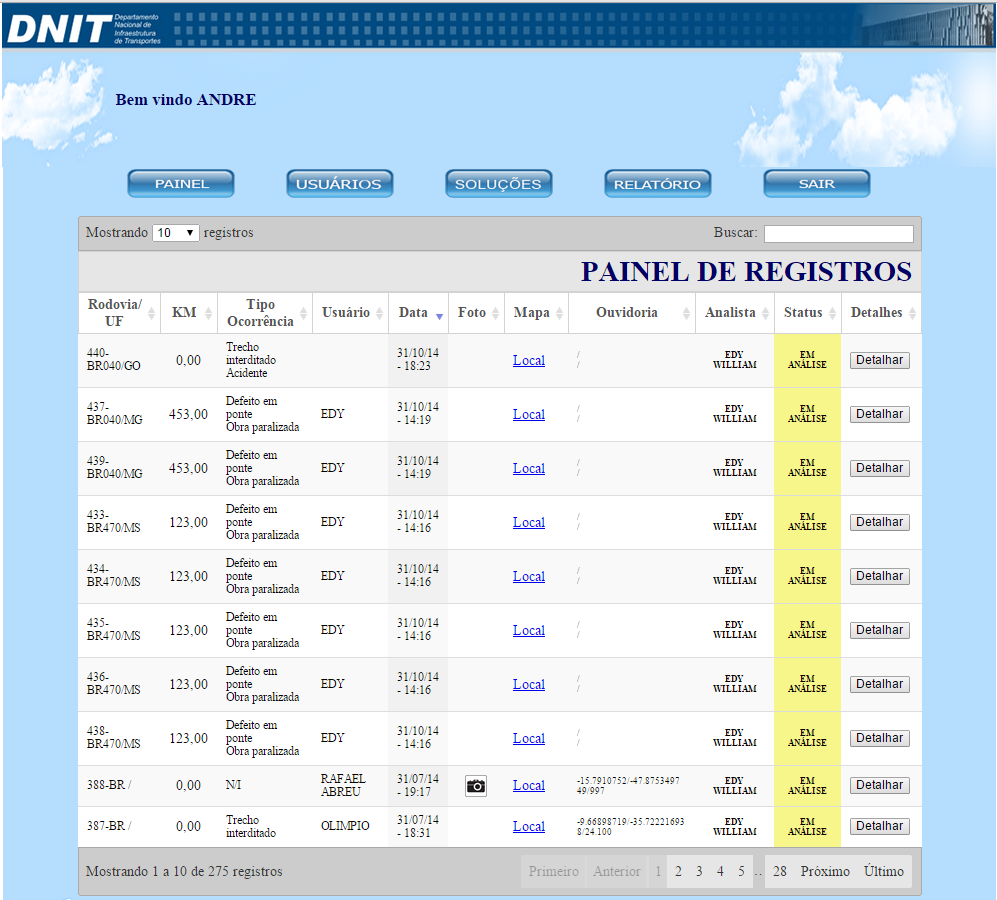 DNIT
Departamento
Nacional de
Infraestrutura
de Transportes
Bem vindo ANDRE
PAINEL USUÁRIOS SOLUÇÕES RELATÓRIO SAIR
Mostrando 10 registros Buscar:
PAINEL DE REGISTROS
Rodovia/ UF KM Tipo Ocorrência Usuário Data Foto Mapa Ouvidoria Analista Status Detalhes
440-BR040/GO 0,00 Trecho interditado Acidente 31/10/14 - 18:23 Local / / EDY WILLIAM EM ANÁLISE Detalhar
437-BR040/MG 453,00 Defeito em ponte Obra paralizada EDY 31/10/14 - 14:19 Local / / EDY WILLIAM EM ANÁLISE Detalhar
439-BR040/MG 453,00 Defeito em ponte Obra paralizada EDY 31/10/14 - 14:19 Local / / EDY WILLIAM EM ANÁLISE Detalhar
433-BR470/MS 123,00 Defeito em ponte Obra paralizada EDY 31/10/14 - 14:16 Local / / EDY WILLIAM EM ANÁLISE Detalhar
434-BR470/MS 123,00 Defeito em ponte Obra paralizada EDY 31/10/14 - 14:16 Local / / EDY WILLIAM EM ANÁLISE Detalhar
435-BR470/MS 123,00 Defeito em ponte Obra paralizada EDY 31/10/14 - 14:16 Local / / EDY WILLIAM EM ANÁLISE Detalhar
436-BR470/MS 123,00 Defeito em ponte Obra paralizada EDY 31/10/14 - 14:16 Local / / EDY WILLIAM EM ANÁLISE Detalhar
438-BR470/MS 123,00 Defeito em ponte Obra paralizada EDY 31/10/14 - 14:16 Local / / EDY WILLIAM EM ANÁLISE Detalhar
388-BR / 0,00 N/I RAFAEL ABREU 31/07/14 - 19:17 Local -15.7910752/-47.8753497 49/997 EDY WILLIAM EM ANÁLISE Detalhar
387-BR / 0,00 Trecho interditado OLIMPIO 31/07/14 - 18:31 Local -9.66898719/-35.72221693 8/24.100 EDY WILLIAM EM ANÁLISE Detalhar
Mostrando 1 a 10 de 275 registros Primeiro Anterior 1 2 3 4 5 .. 28 Próximo Último